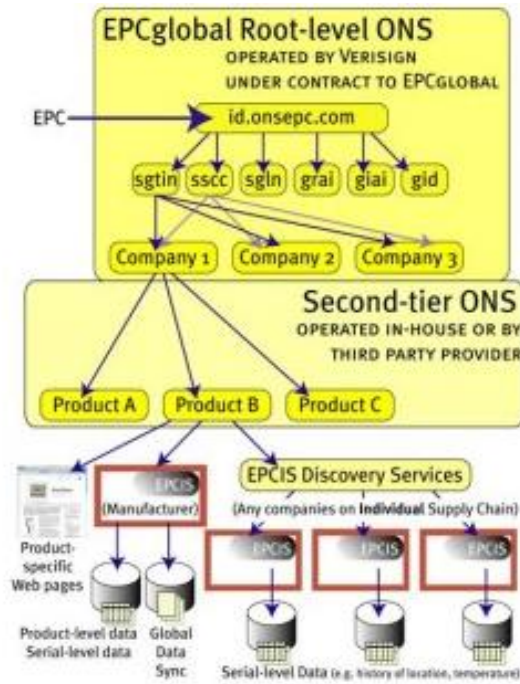 EPCglobal Root-level ONS
OPERATED BY VERISIGN
UNDER CONTRACT TO EPCGLOBAL
EPC
id.onsepc.com
sgtin sscc sgln grai giai gid
Company 1 Company 2 Company 3
Second-tier ONS
OPERATED IN-HOUSE OR BY
THIRD PARTY PROVIDER
Product A Product B Product C
EPCIS
EPCIS Discovery Services
(Manufacturer)
(Any companies on Individual Supply Chain)
EPCIS EPCIS EPCIS
Product-
specific
Web pages
Product-level data
Serial-level data
Global
Data
Sync
Serial-level Data (e.g. history of location, temperature)